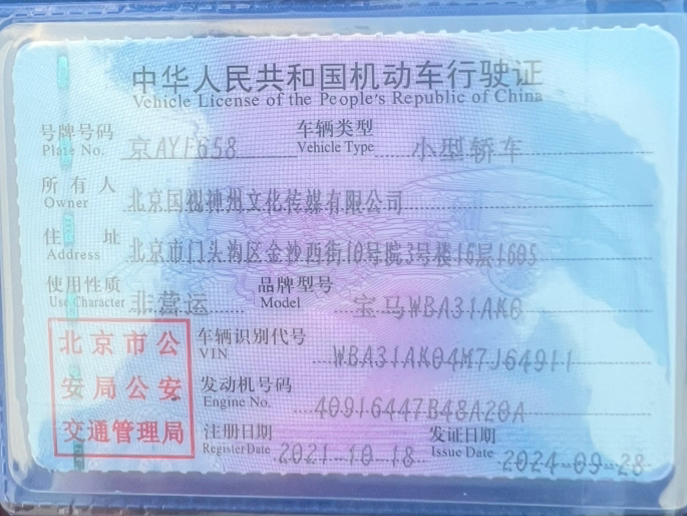 中华人民共和国机动车行驶证
Vehicle License of the People's Republic of China
号牌号码 京AYF658 车辆类型 小型轿车
Plate No. Vehicle Type
所有人 北京国视神州文化传媒有限公司
Owner
住址 北京市门头沟区金沙西街10号院3号楼16层1605
Address
使用性质 非营运 品牌型号 宝马WBA31AK0
Use Character Model
北京市公 车辆识别代号 WBA31AK04M7J64911
VIN
安局公安 发动机号码 40916447B48A20A
Engine No.
交通管理局 注册日期 2021-10-18 发证日期 2024-09-28
Register Date Issue Date